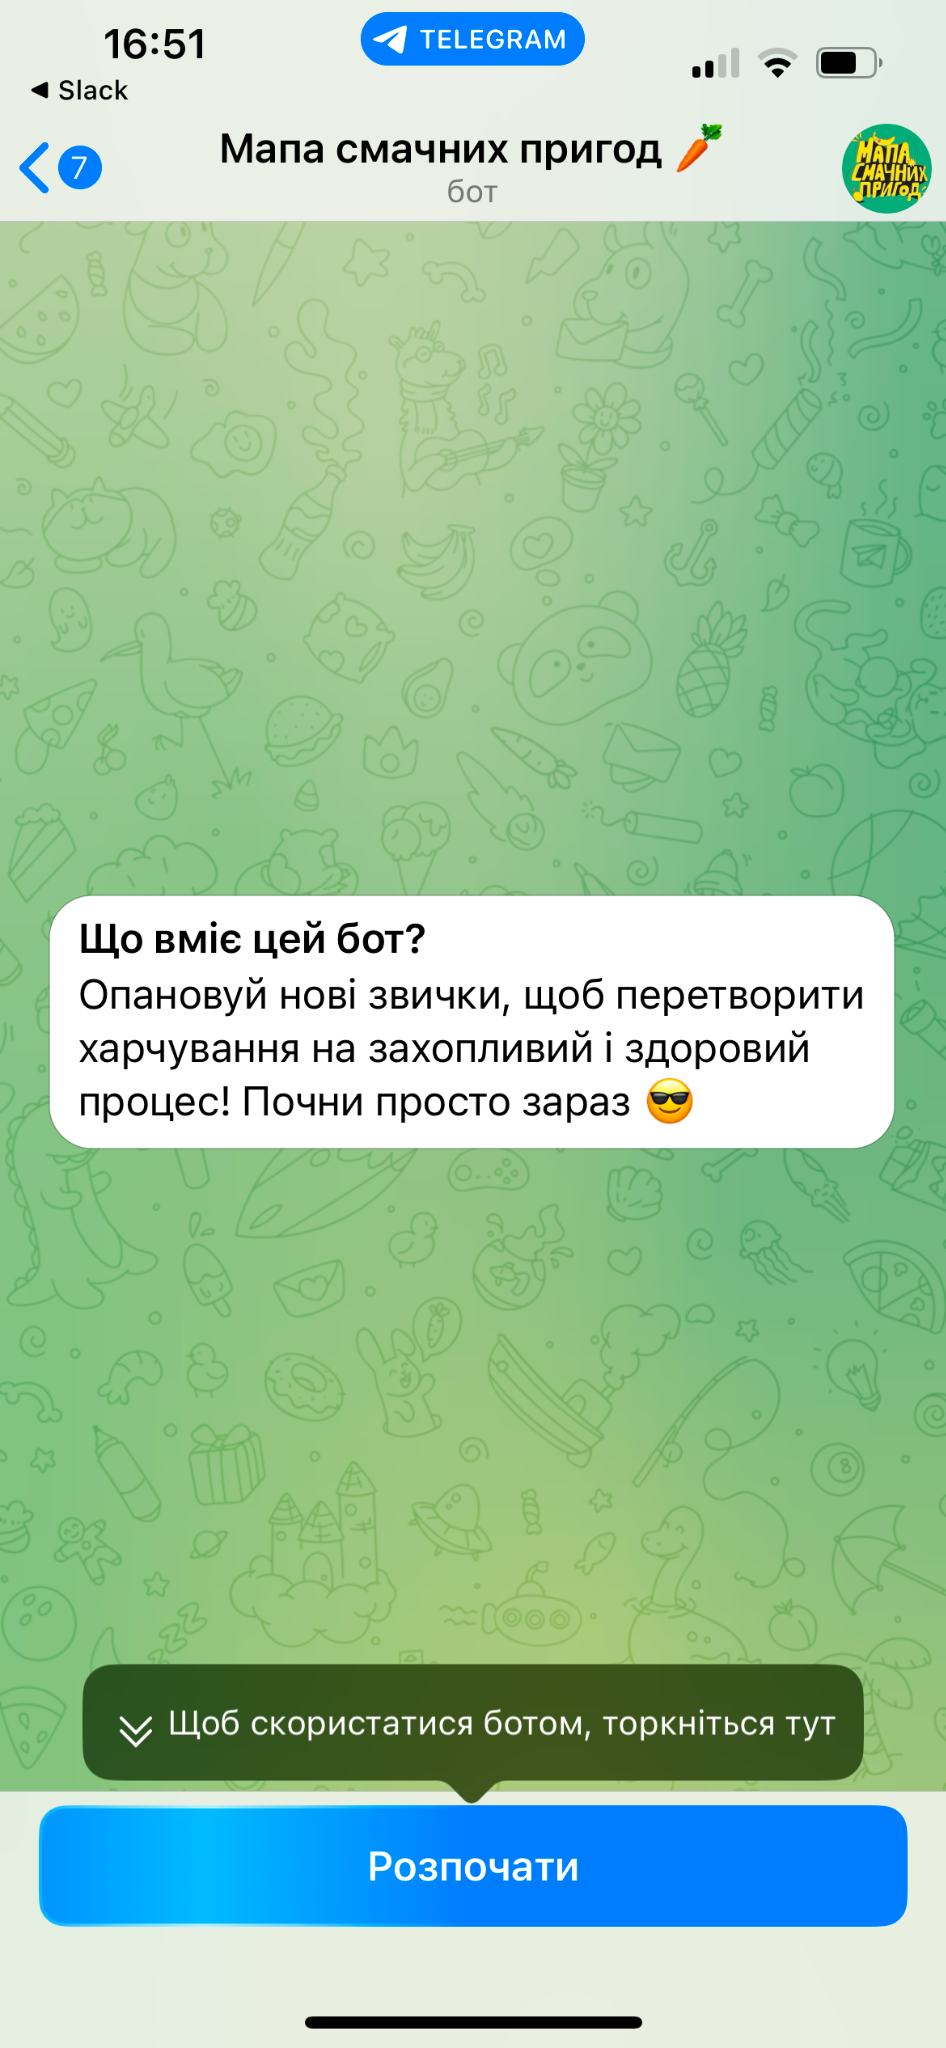 16:51
TELEGRAM
◀ Slack
7
Мапа смачних пригод 🥕
бот
МАПА
СМАЧНИХ
ПРИГОД
Що вміє цей бот?
Опановуй нові звички, щоб перетворити
харчування на захопливий і здоровий
процес! Почни просто зараз 😎
Щоб скористатися ботом, торкніться тут
Розпочати